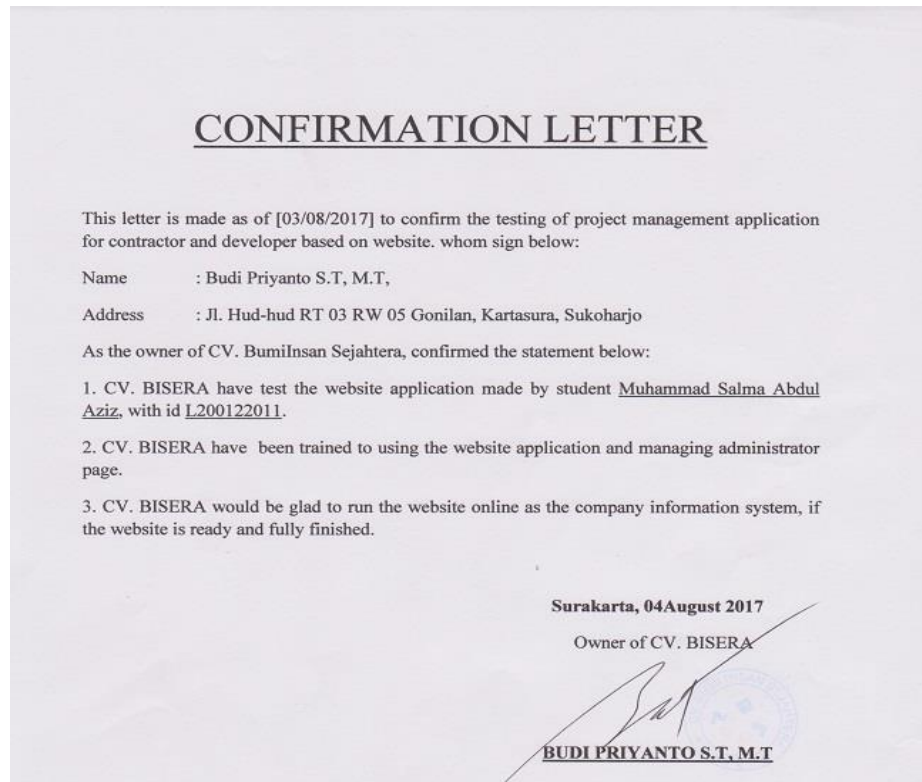 CONFIRMATION LETTER
This letter is made as of [03/08/2017] to confirm the testing of project management application
for contractor and developer based on website. whom sign below:
Name : Budi Priyanto S.T, M.T,
Address : Jl. Hud-hud RT 03 RW 05 Gonilan, Kartasura, Sukoharjo
As the owner of CV. BumiInsan Sejahtera, confirmed the statement below:
1. CV. BISERA have test the website application made by student Muhammad Salma Abdul
Aziz, with id L200122011.
2. CV. BISERA have been trained to using the website application and managing administrator
page.
3. CV. BISERA would be glad to run the website online as the company information system, if
the website is ready and fully finished.
Surakarta, 04August 2017
Owner of CV. BISERA
BUDI PRIYANTO S.T, M.T